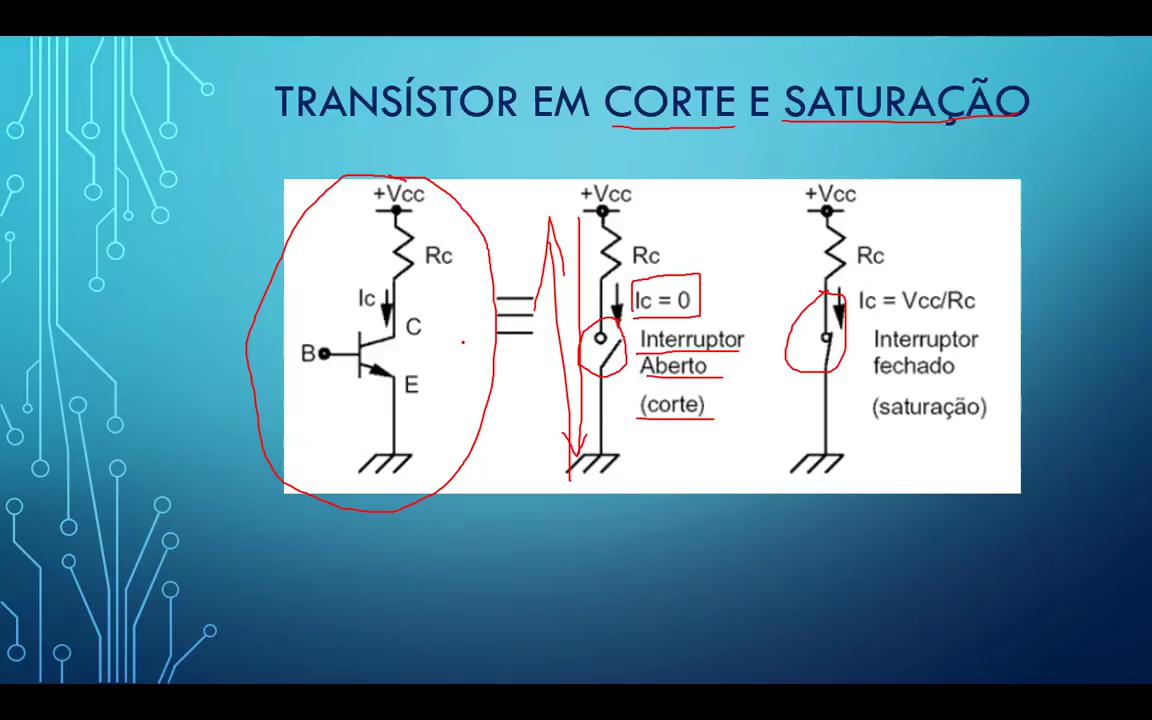 TRANSÍSTOR EM CORTE E SATURAÇÃO
+Vcc
Rc
Ic
C
B
E
+Vcc
Rc
Ic = 0
Interruptor
Aberto
(corte)
+Vcc
Rc
Ic = Vcc/Rc
Interruptor
fechado
(saturação)